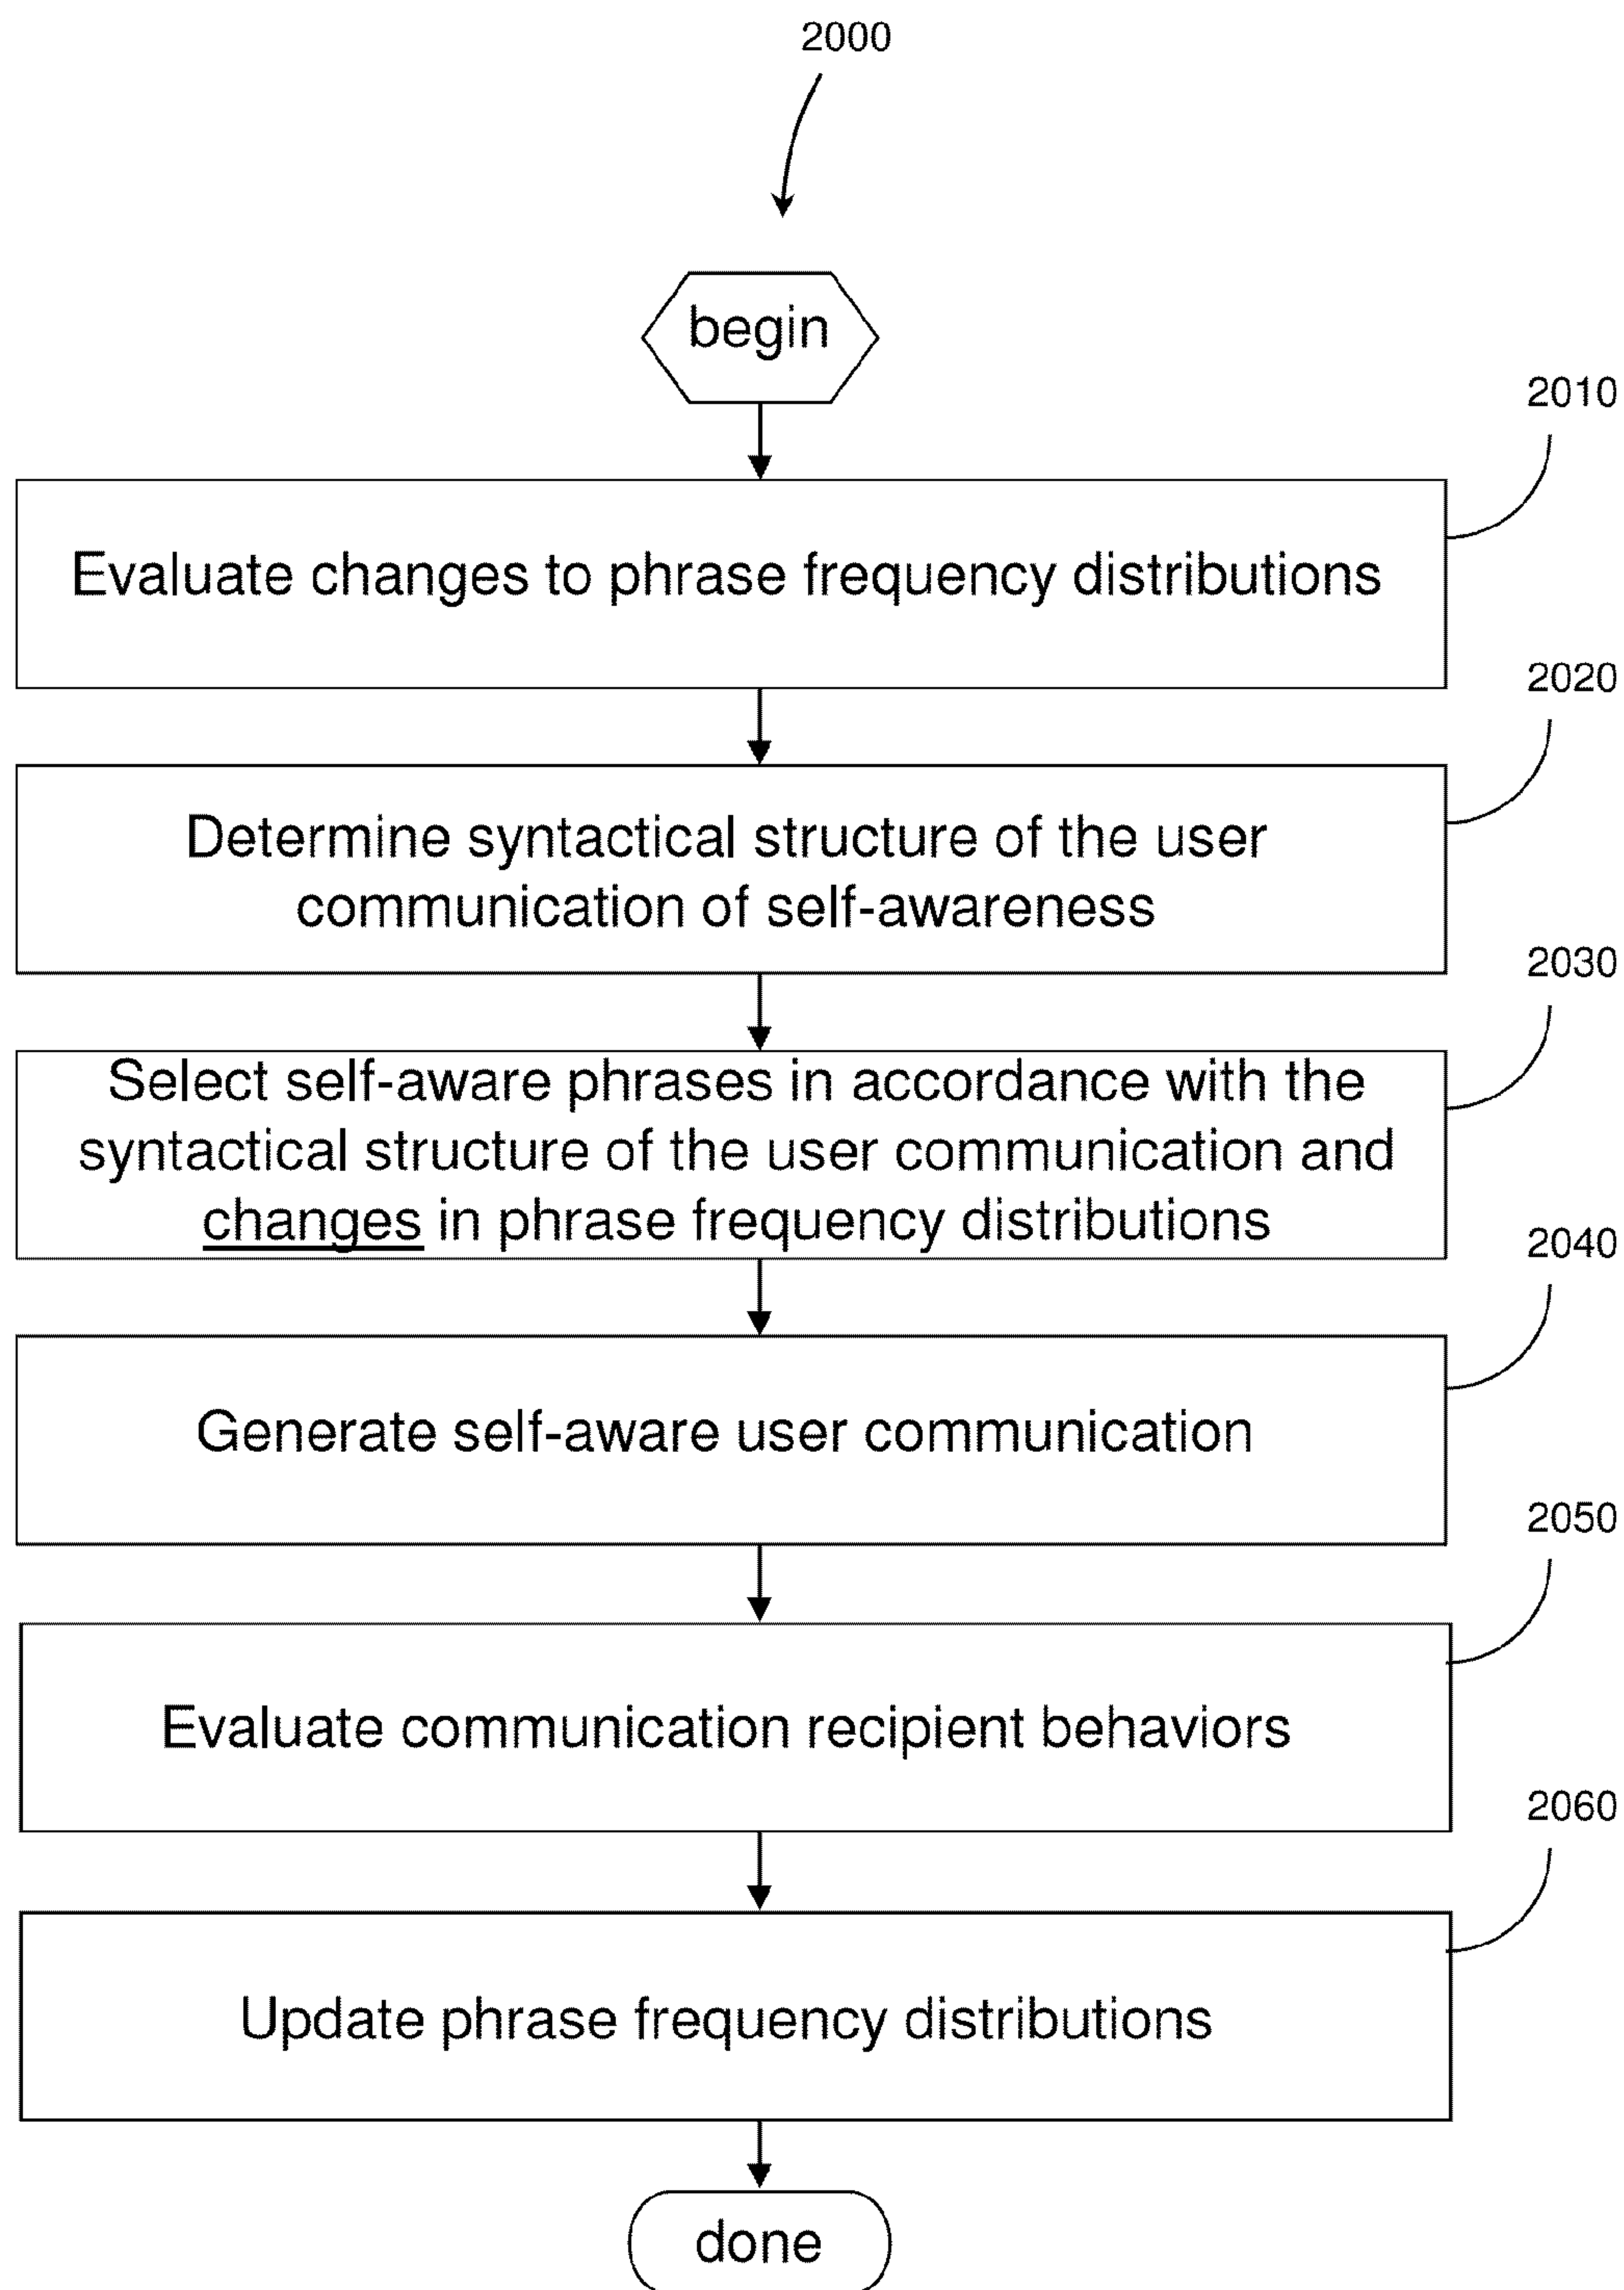 2000
begin
2010
Evaluate changes to phrase frequency distributions
2020
Determine syntactical structure of the user
communication of self-awareness
2030
Select self-aware phrases in accordance with the
syntactical structure of the user communication and
changes in phrase frequency distributions
2040
Generate self-aware user communication
2050
Evaluate communication recipient behaviors
2060
Update phrase frequency distributions
done